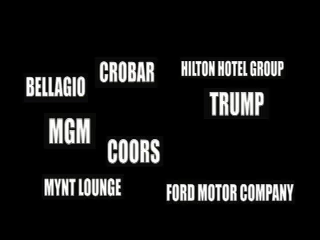 CROBAR
HILTON HOTEL GROUP
BELLAGIO
TRUMP
MGM
COORS
MYNT LOUNGE
FORD MOTOR COMPANY